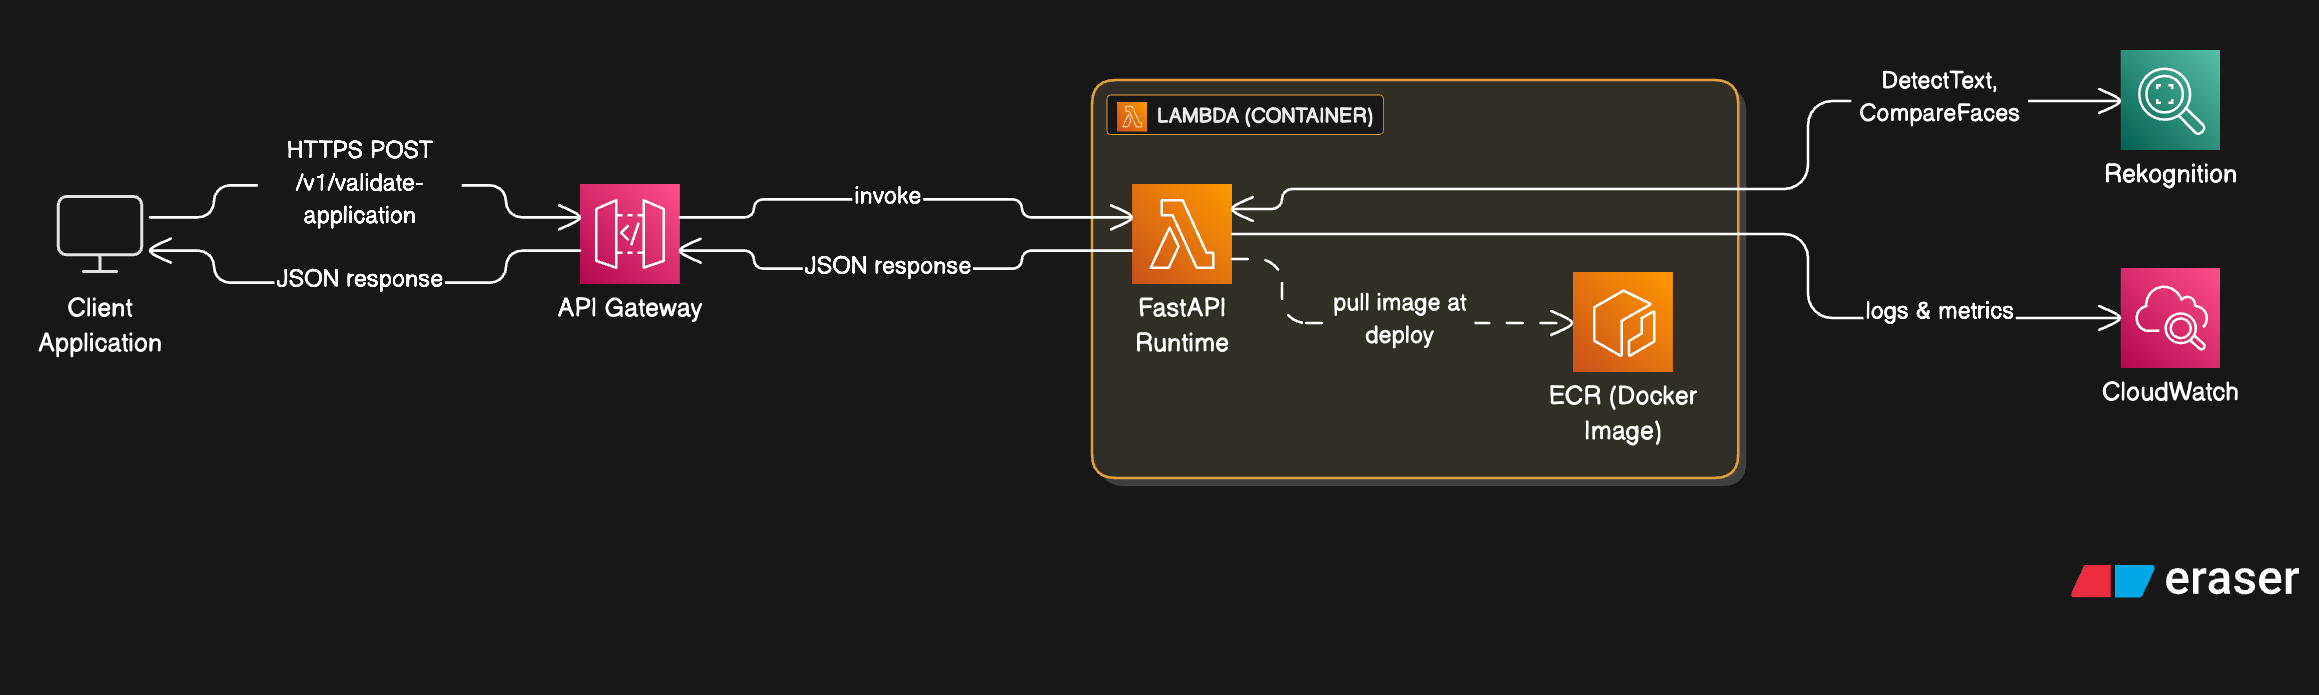 HTTPS POST
/v1/validate-
application
JSON response
Client
Application
API Gateway
invoke
JSON response
LAMBDA (CONTAINER)
FastAPI
Runtime
pull image at
deploy
ECR (Docker
Image)
DetectText,
CompareFaces
Rekognition
logs & metrics
CloudWatch
eraser